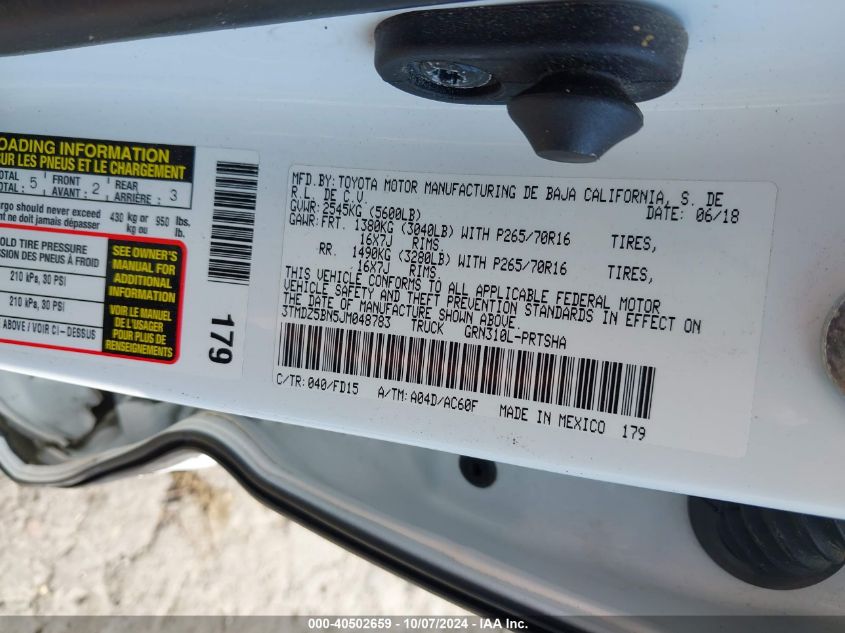 OADING INFORMATION
SUR LES PNEUS ET LE CHARGEMENT
OTAL 5 FRONT 2 REAR 3
TAL : AVANT : ARRIÈRE :
rgo should never exceed 430 kg or 950 lbs.
nt ne doit jamais dépasser kg ou lb.
OLD TIRE PRESSURE
SSION DES PNEUS À FROID
210 kPa, 30 PSI
210 kPa, 30 PSI
E ABOVE / VOIR CI-DESSUS
SEE OWNER'S
MANUAL FOR
ADDITIONAL
INFORMATION
VOIR LE MANUEL
DE L'USAGER
POUR PLUS DE
RENSEIGNEMENTS
179
MFD.BY: TOYOTA MOTOR MANUFACTURING DE BAJA CALIFORNIA, S. DE
R.L. DE C.V. DATE: 06/18
GVWR: 2545KG (5600LB)
GAWR: FRT. 1380KG (3040LB) WITH P265/70R16 TIRES,
16X7J RIMS
RR. 1490KG (3280LB) WITH P265/70R16 TIRES,
16X7J RIMS
THIS VEHICLE CONFORMS TO ALL APPLICABLE FEDERAL MOTOR
VEHICLE SAFETY AND THEFT PREVENTION STANDARDS IN EFFECT ON
THE DATE OF MANUFACTURE SHOWN ABOVE.
3TMDZ5BN5JM048783 TRUCK GRN310L-PRTSHA
C/TR: 040/FD15 A/TM: A04D/AC60F MADE IN MEXICO 179
000-40502659 - 10/07/2024 - IAA Inc.